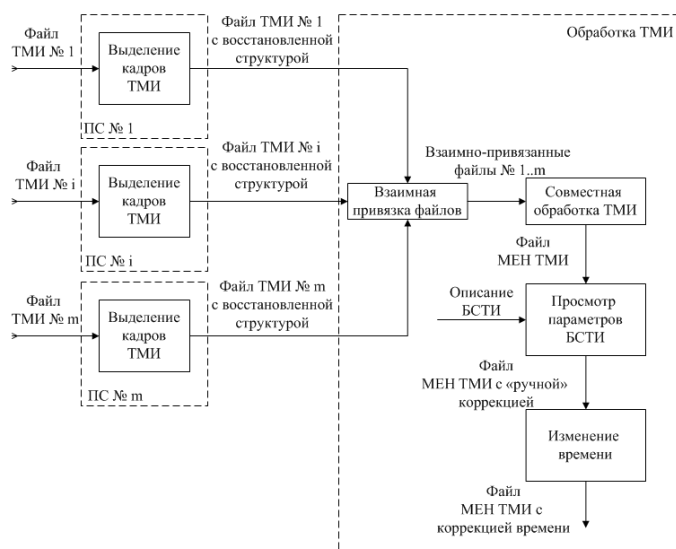 Файл
ТМИ № 1
Выделение
кадров
ТМИ
ПС № 1
Файл ТМИ № 1
с восстановленной
структурой
Обработка ТМИ
Файл
ТМИ № i
Выделение
кадров
ТМИ
ПС № i
Файл ТМИ № i
с восстановленной
структурой
Взаимная
привязка файлов
Взаимно-привязанные
файлы № 1..m
Совместная
обработка ТМИ
Файл
МЕН ТМИ
Файл
ТМИ № m
Выделение
кадров
ТМИ
ПС № m
Файл ТМИ № m
с восстановленной
структурой
Описание
БСТИ
Просмотр
параметров
БСТИ
Файл
МЕН ТМИ с «ручной»
коррекцией
Изменение
времени
Файл
МЕН ТМИ с
коррекцией времени